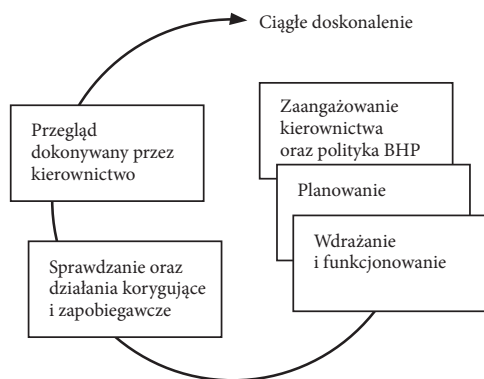 Ciągłe doskonalenie
Zaangażowanie
kierownictwa
oraz polityka BHP
Planowanie
Wdrażanie
i funkcjonowanie
Sprawdzanie oraz
działania korygujące
i zapobiegawcze
Przegląd
dokonywany przez
kierownictwo